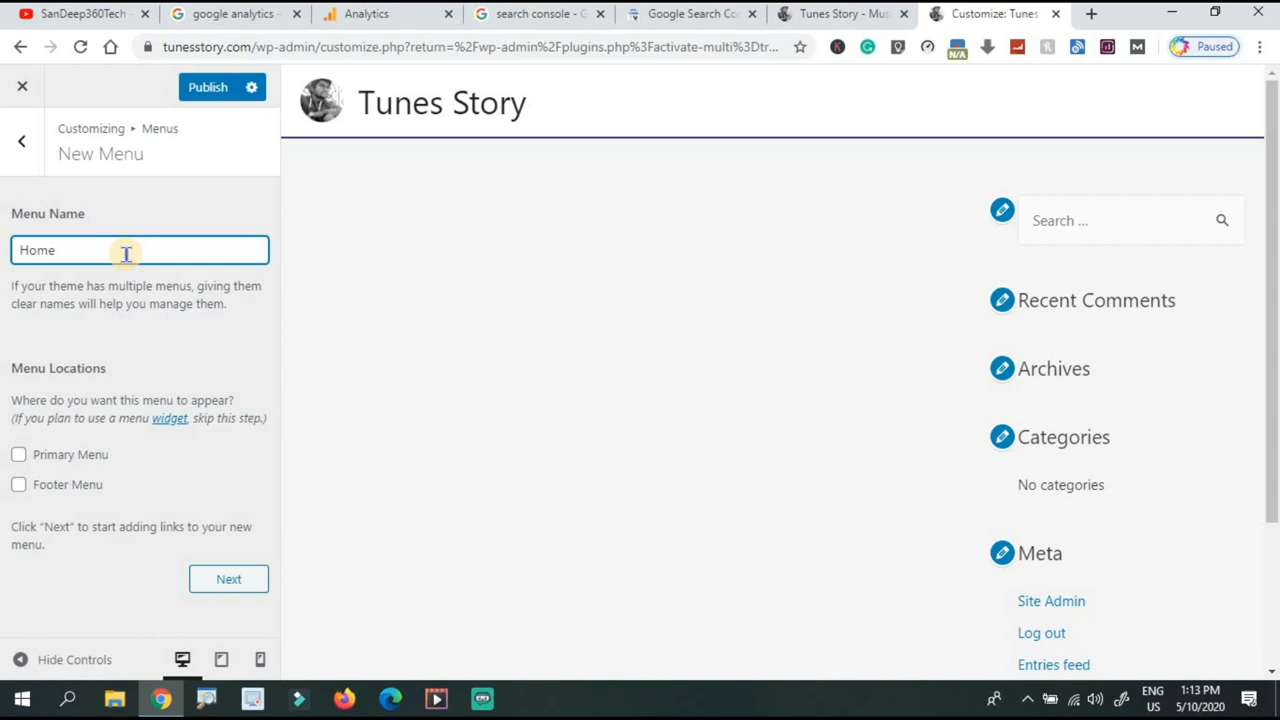 SanDeep360Tech -
google analytics -
Analytics
search console - G
Google Search Co
Tunes Story - Mus
Customize: Tunes
tunesstory.com/wp-admin/customize.php?return=%2Fwp-admin%2Fplugins.php%3Factivate-multi%3Dtr...
N/A
Paused
Publish
Tunes Story
Customizing ▸ Menus
New Menu
Menu Name
Home
If your theme has multiple menus, giving them
clear names will help you manage them.
Menu Locations
Where do you want this menu to appear?
(If you plan to use a menu widget, skip this step.)
Primary Menu
Footer Menu
Click “Next” to start adding links to your new
menu.
Next
Hide Controls
Search ...
Recent Comments
Archives
Categories
No categories
Meta
Site Admin
Log out
Entries feed
ENG
US
1:13 PM
5/10/2020